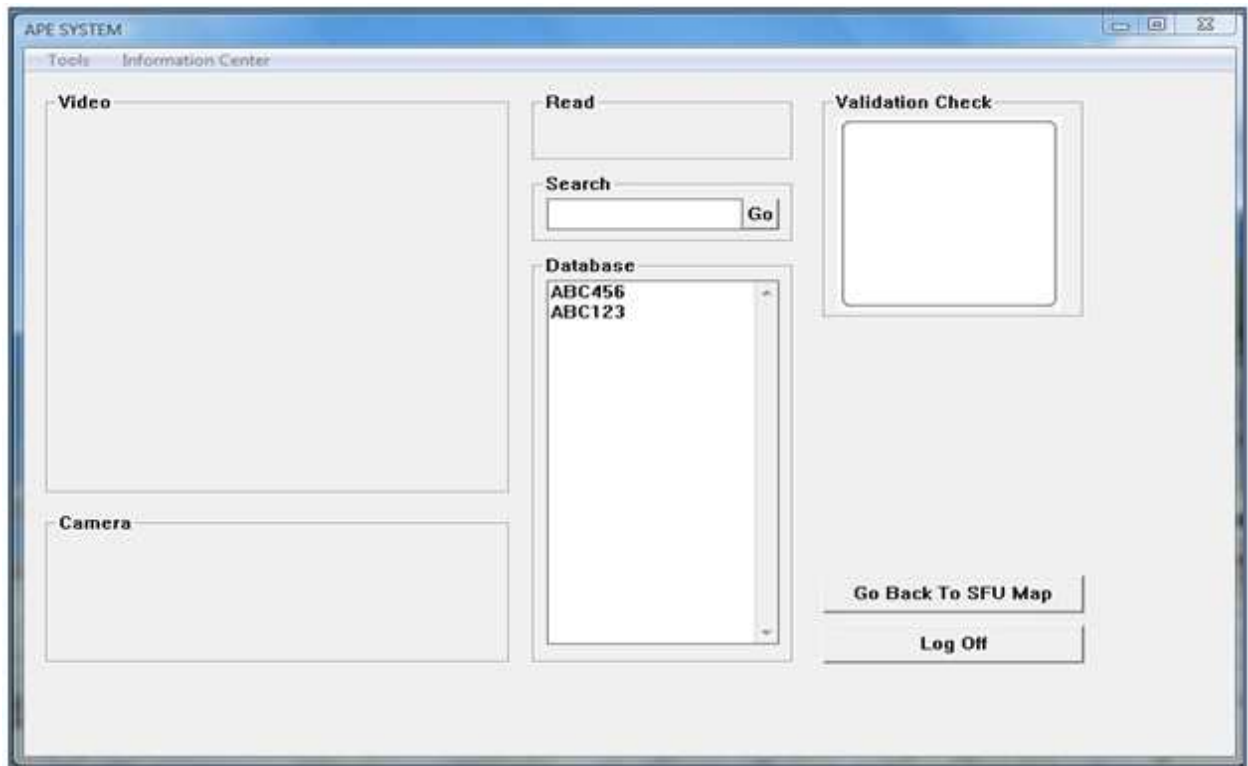 APE SYSTEM
Tools Information Center
Video
Read
Validation Check
Search
Go
Database
ABC456
ABC123
Camera
Go Back To SFU Map
Log Off